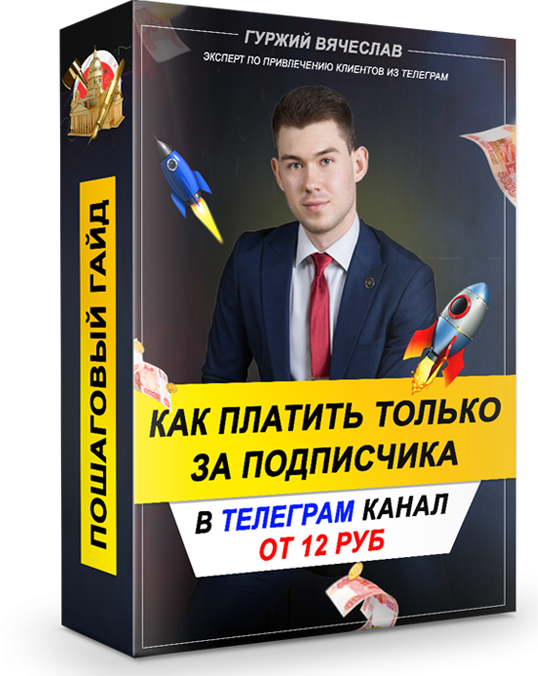 ГУРЖИЙ ВЯЧЕСЛАВ
ЭКСПЕРТ ПО ПРИВЛЕЧЕНИЮ КЛИЕНТОВ ИЗ ТЕЛЕГРАМ
ПОШАГОВЫЙ ГАЙД
КАК ПЛАТИТЬ ТОЛЬКО
ЗА ПОДПИСЧИКА
В ТЕЛЕГРАМ КАНАЛ
ОТ 12 РУБ